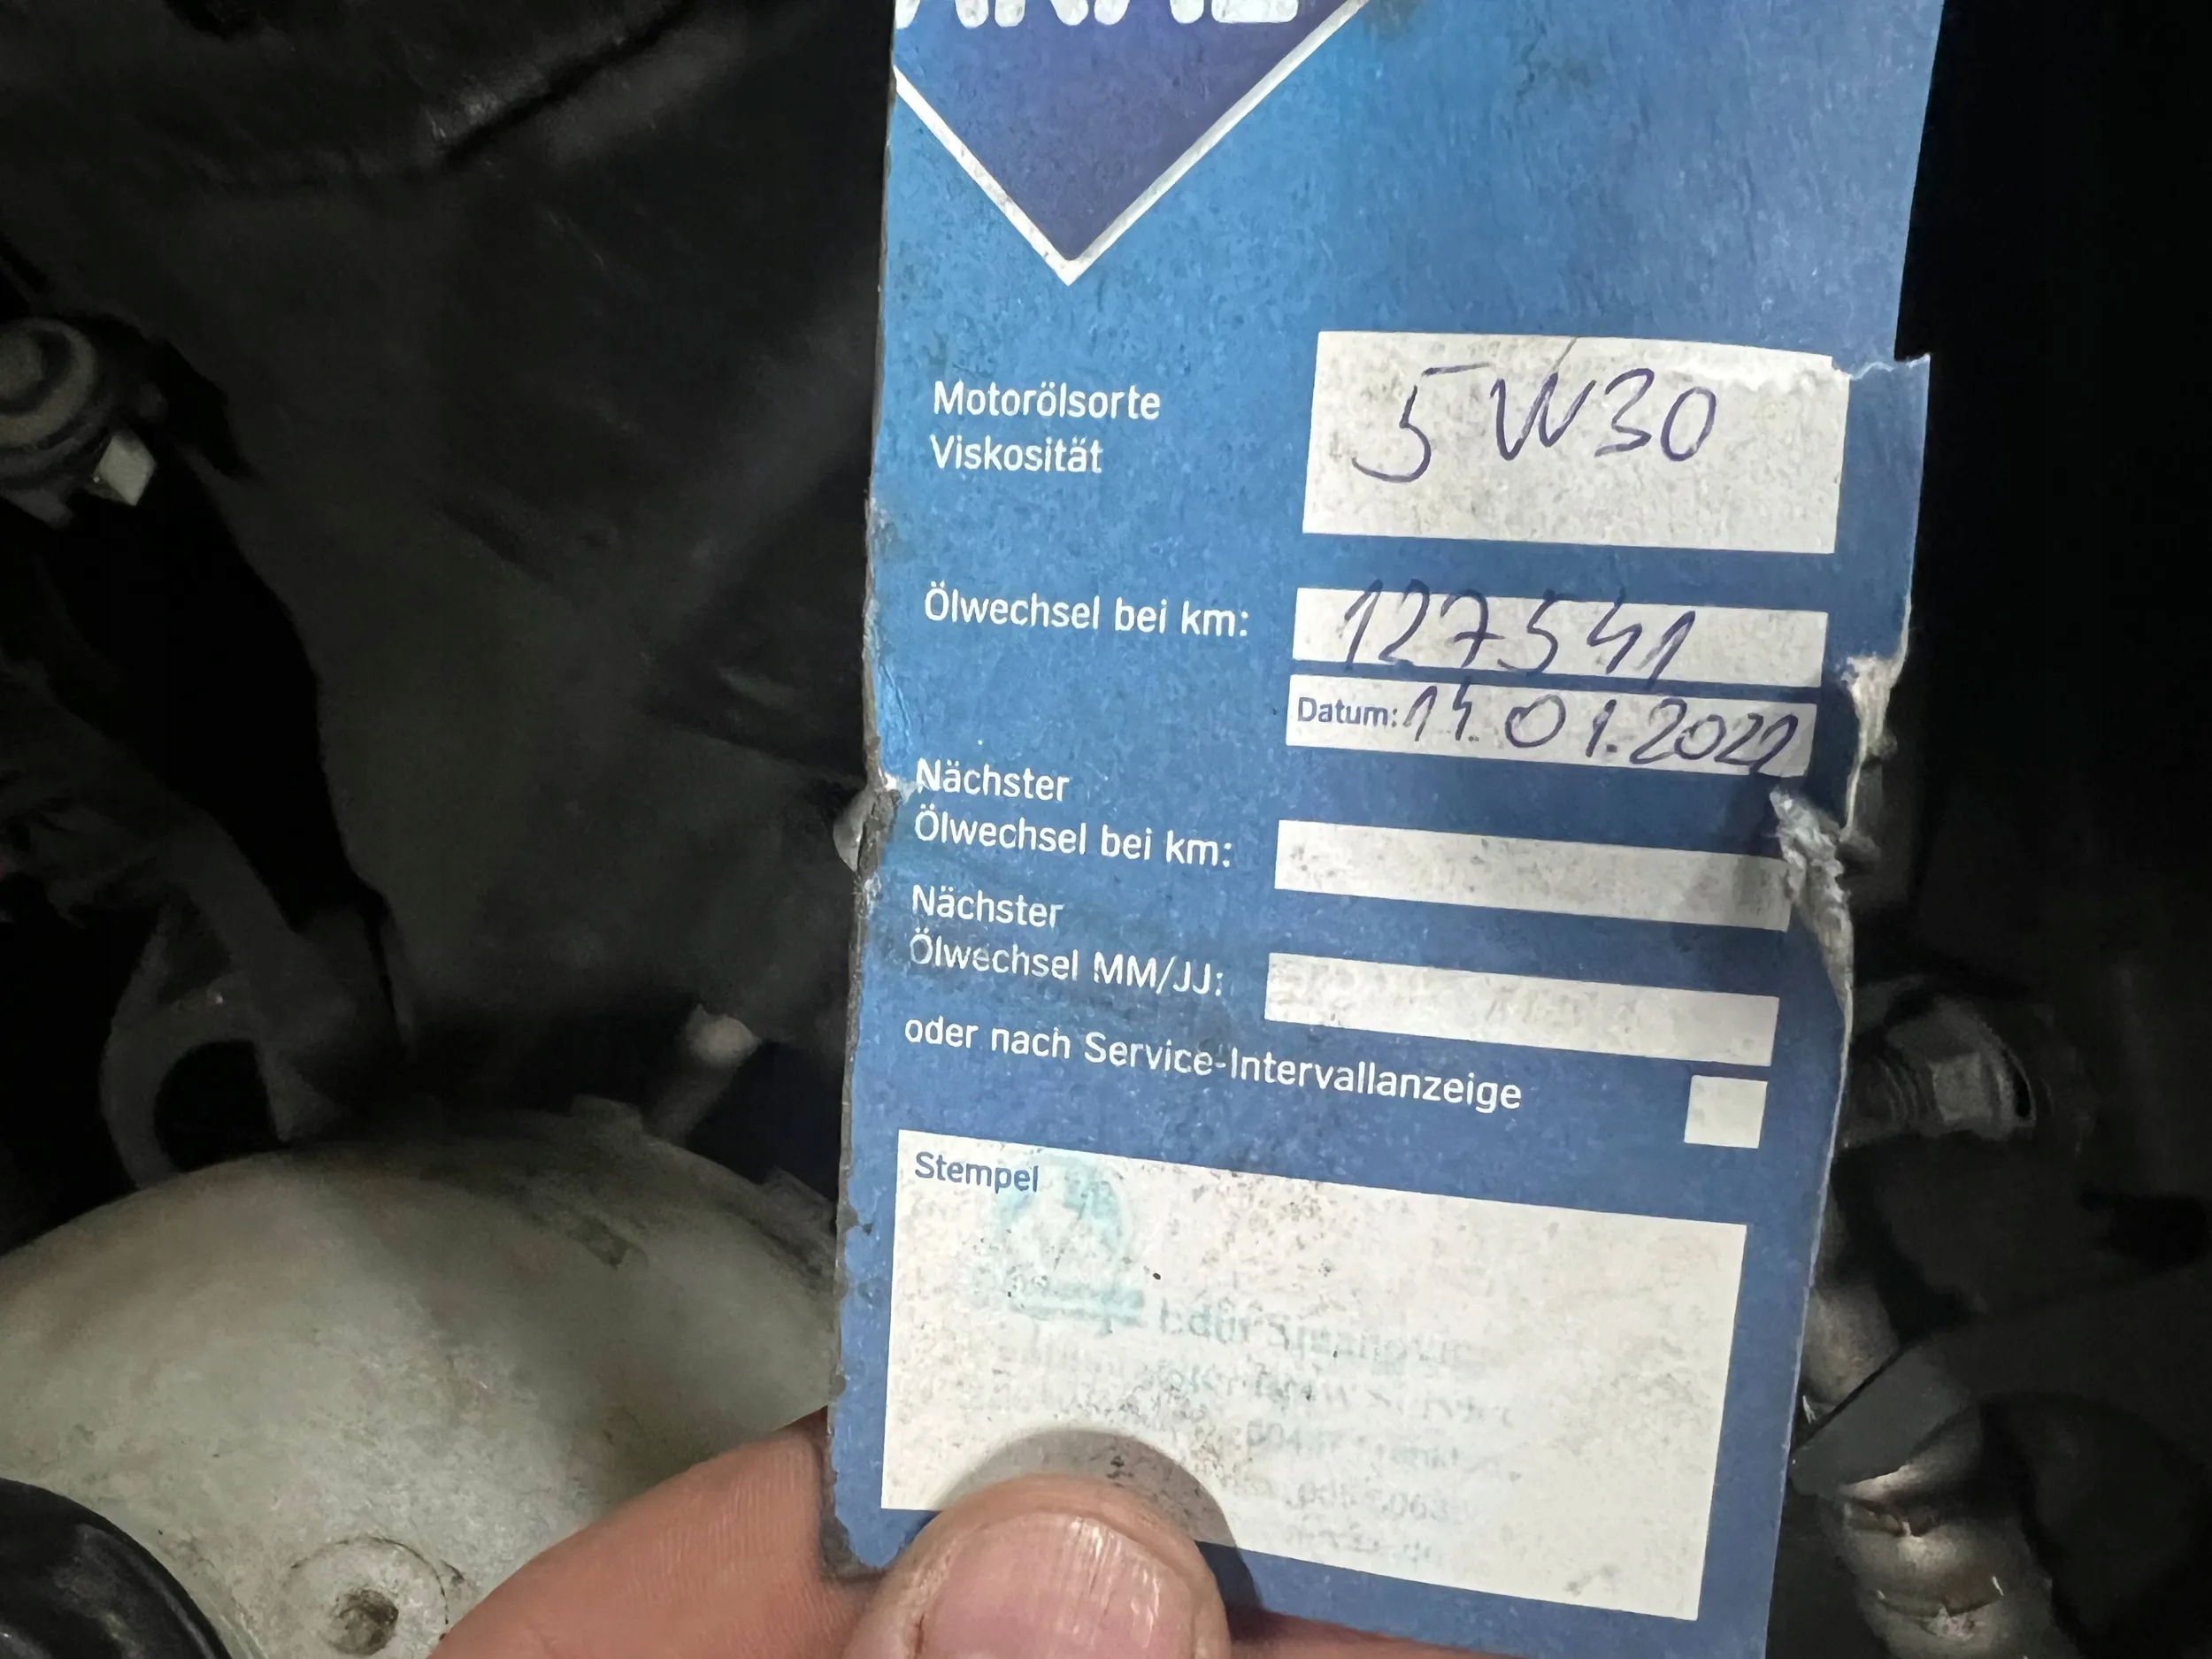 ARAL
Motorölsorte
Viskosität
5W30
Ölwechsel bei km:
127541
Datum: 14.01.2022
Nächster
Ölwechsel bei km:
Nächster
Ölwechsel MM/JJ:
oder nach Service-Intervallanzeige
Stempel